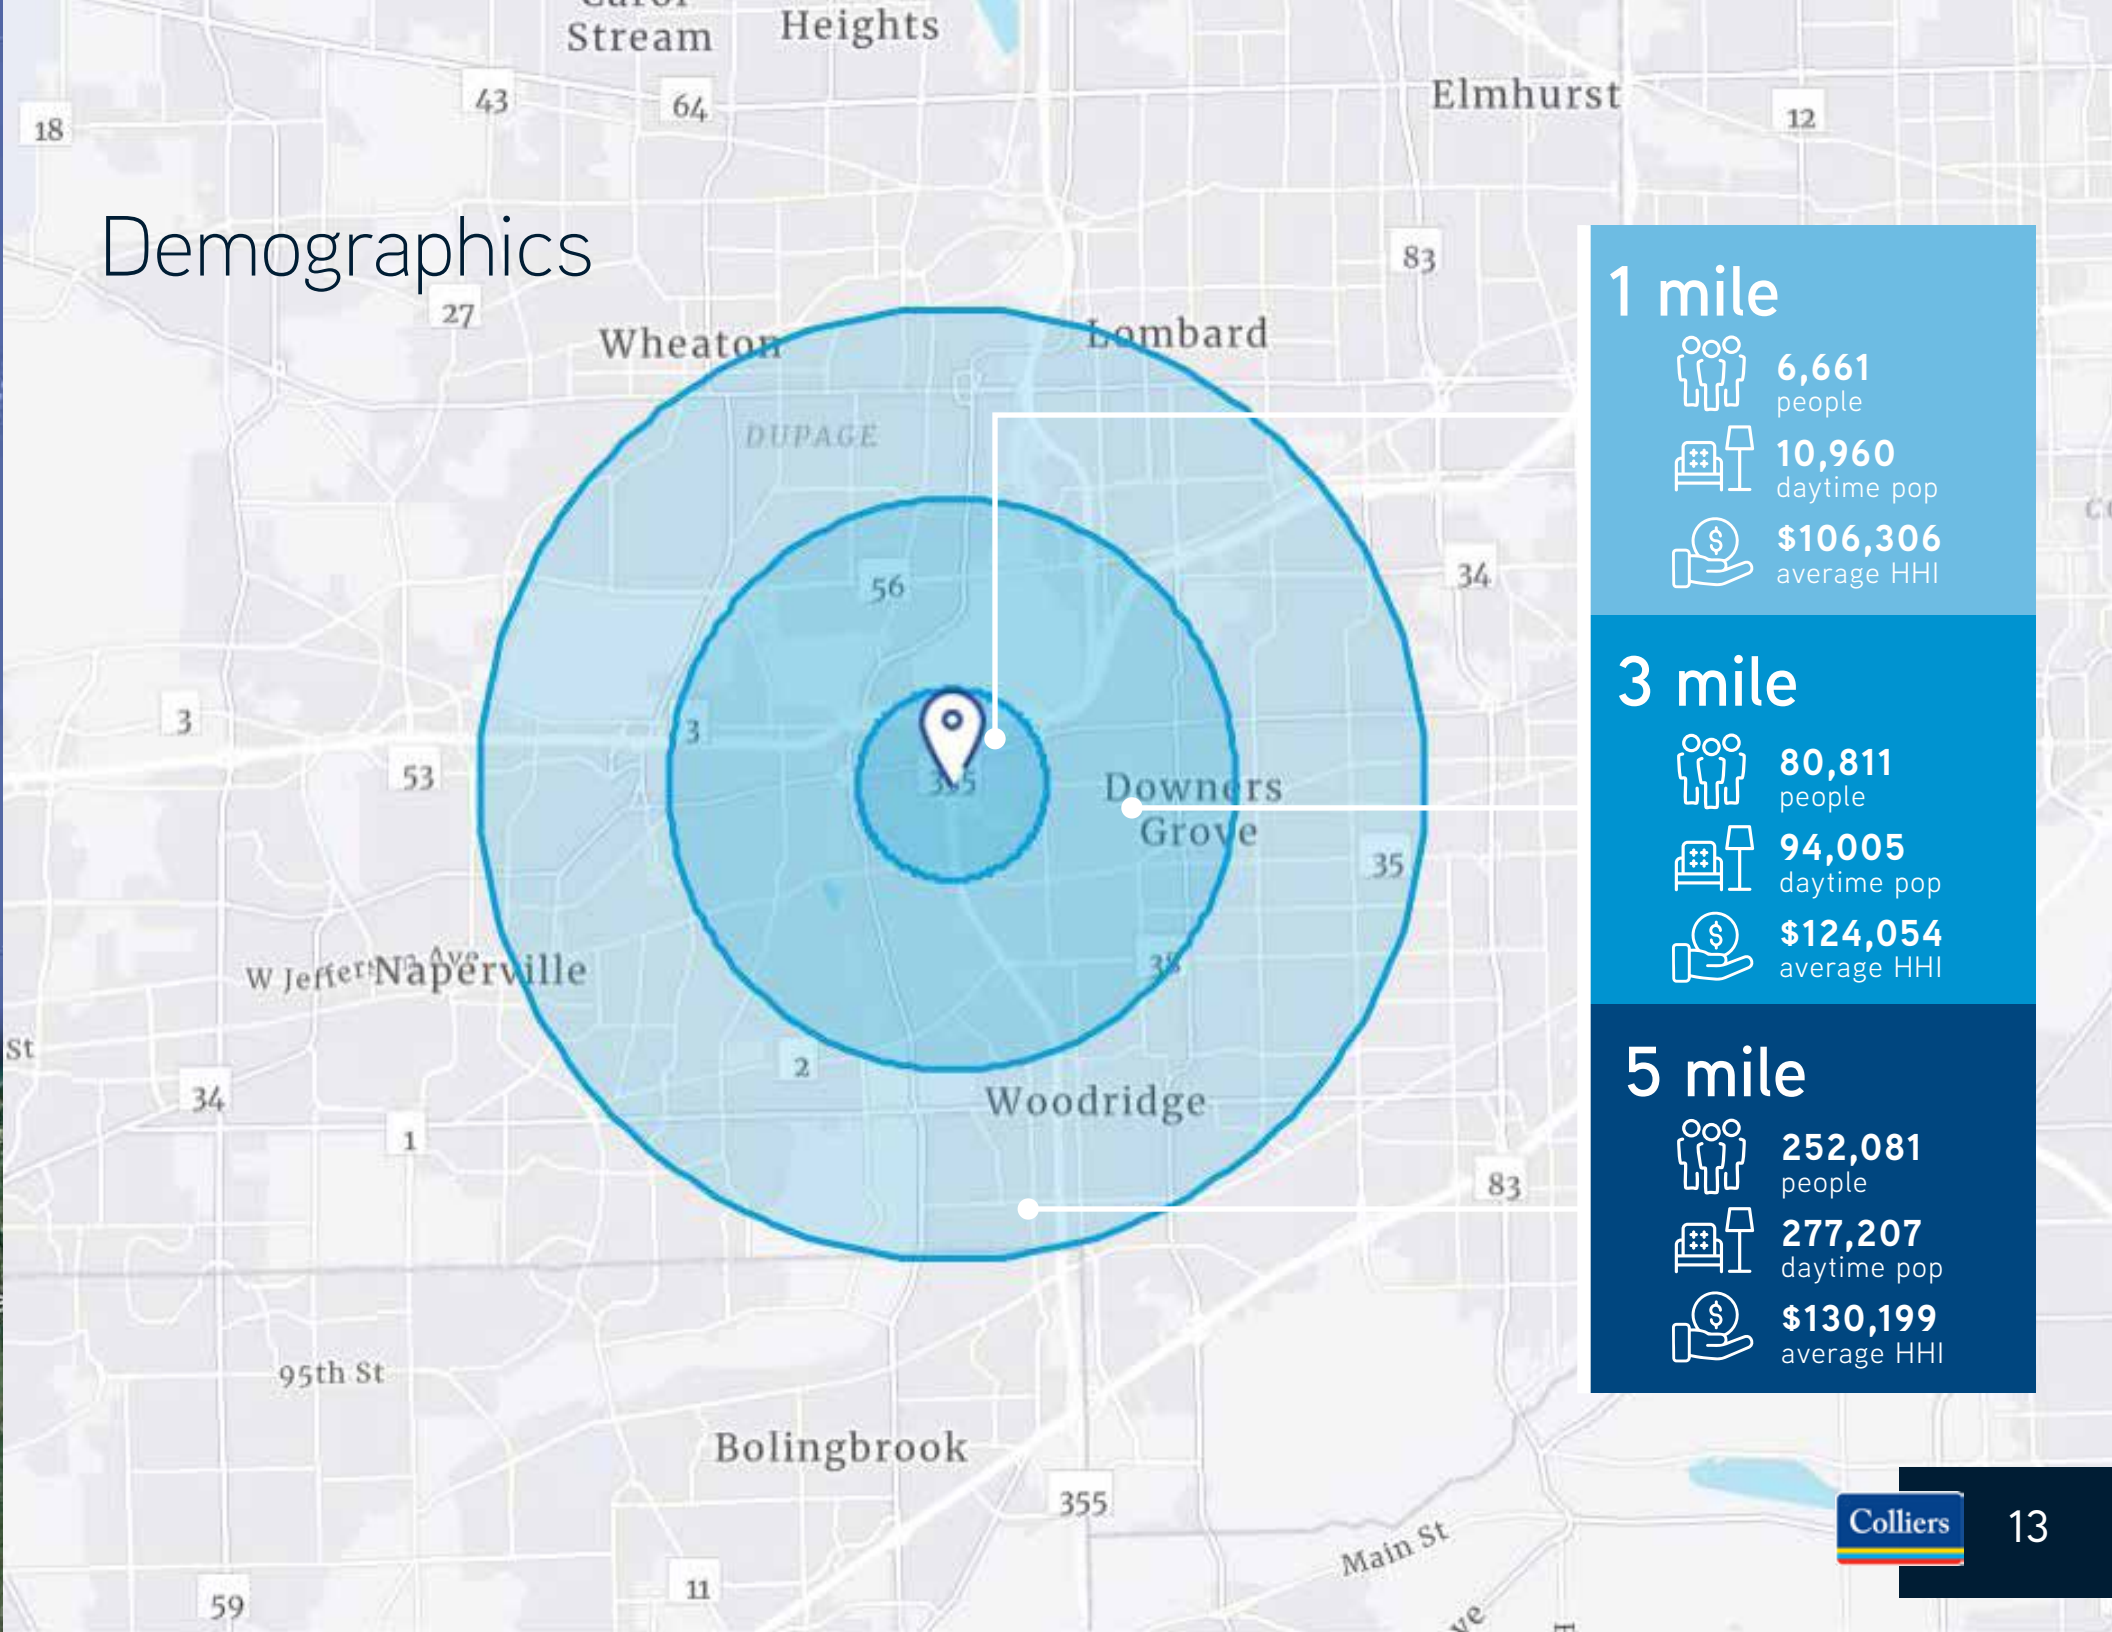 Stream
Heights
Elmhurst
43
64
12
18
Demographics
83
27
Wheaton
Lombard
DUPAGE
56
34
3
3
53
Downers
Grove
35
38
W Jeffer
Ave
Naperville
St
2
34
Woodridge
1
83
95th St
Bolingbrook
355
Main St
11
59
1 mile
6,661
people
10,960
daytime pop
$106,306
average HHI
3 mile
80,811
people
94,005
daytime pop
$124,054
average HHI
5 mile
252,081
people
277,207
daytime pop
$130,199
average HHI
Colliers
13